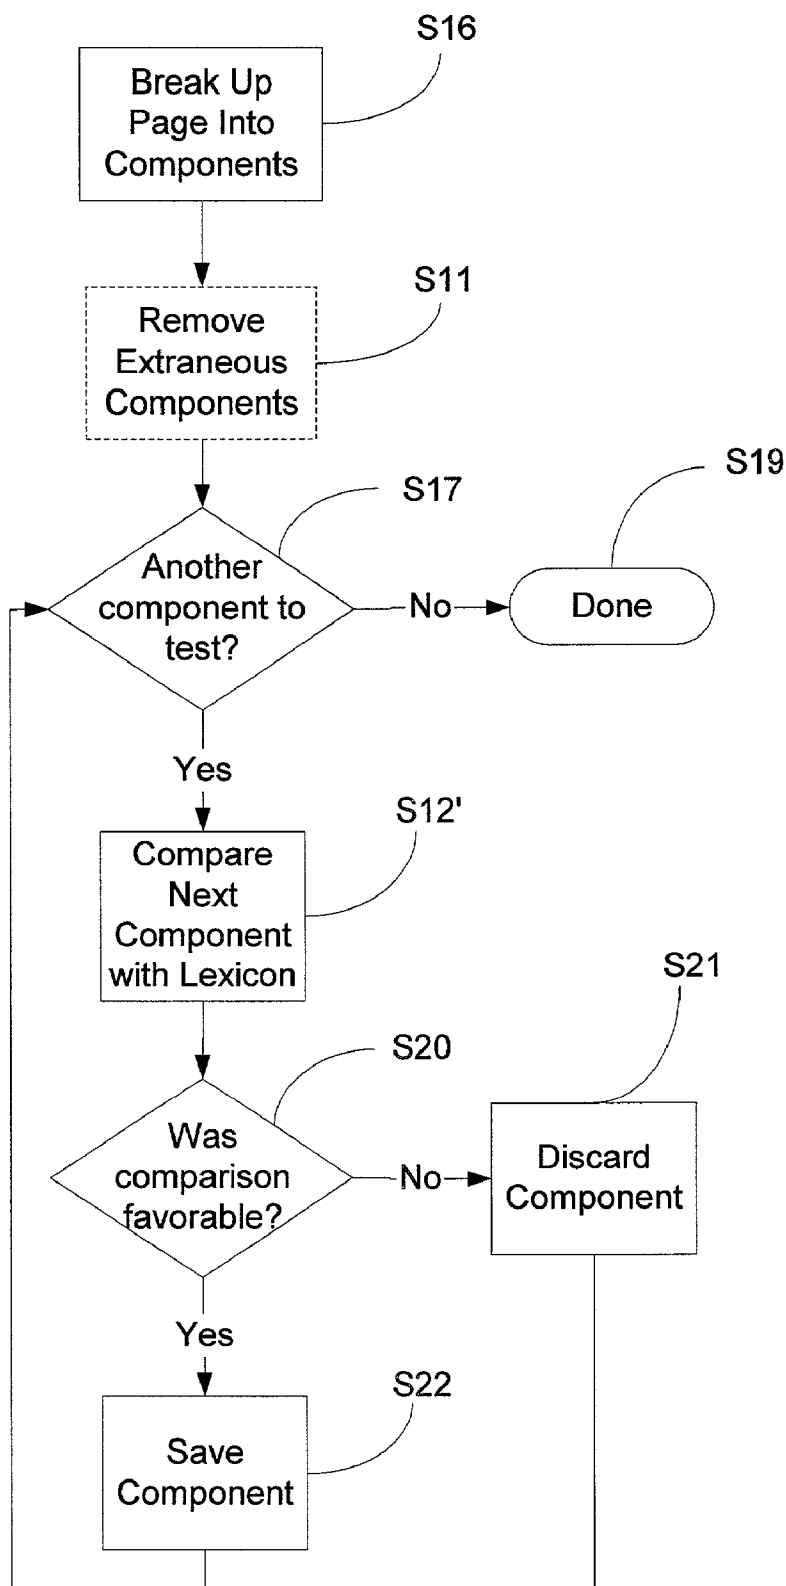 S16
Break Up
Page Into
Components
S11
Remove
Extraneous
Components
S17
S19
Another
component to
test?
No
Done
Yes
S12'
Compare
Next
Component
with Lexicon
S21
S20
Was
comparison
favorable?
No
Discard
Component
Yes
S22
Save
Component